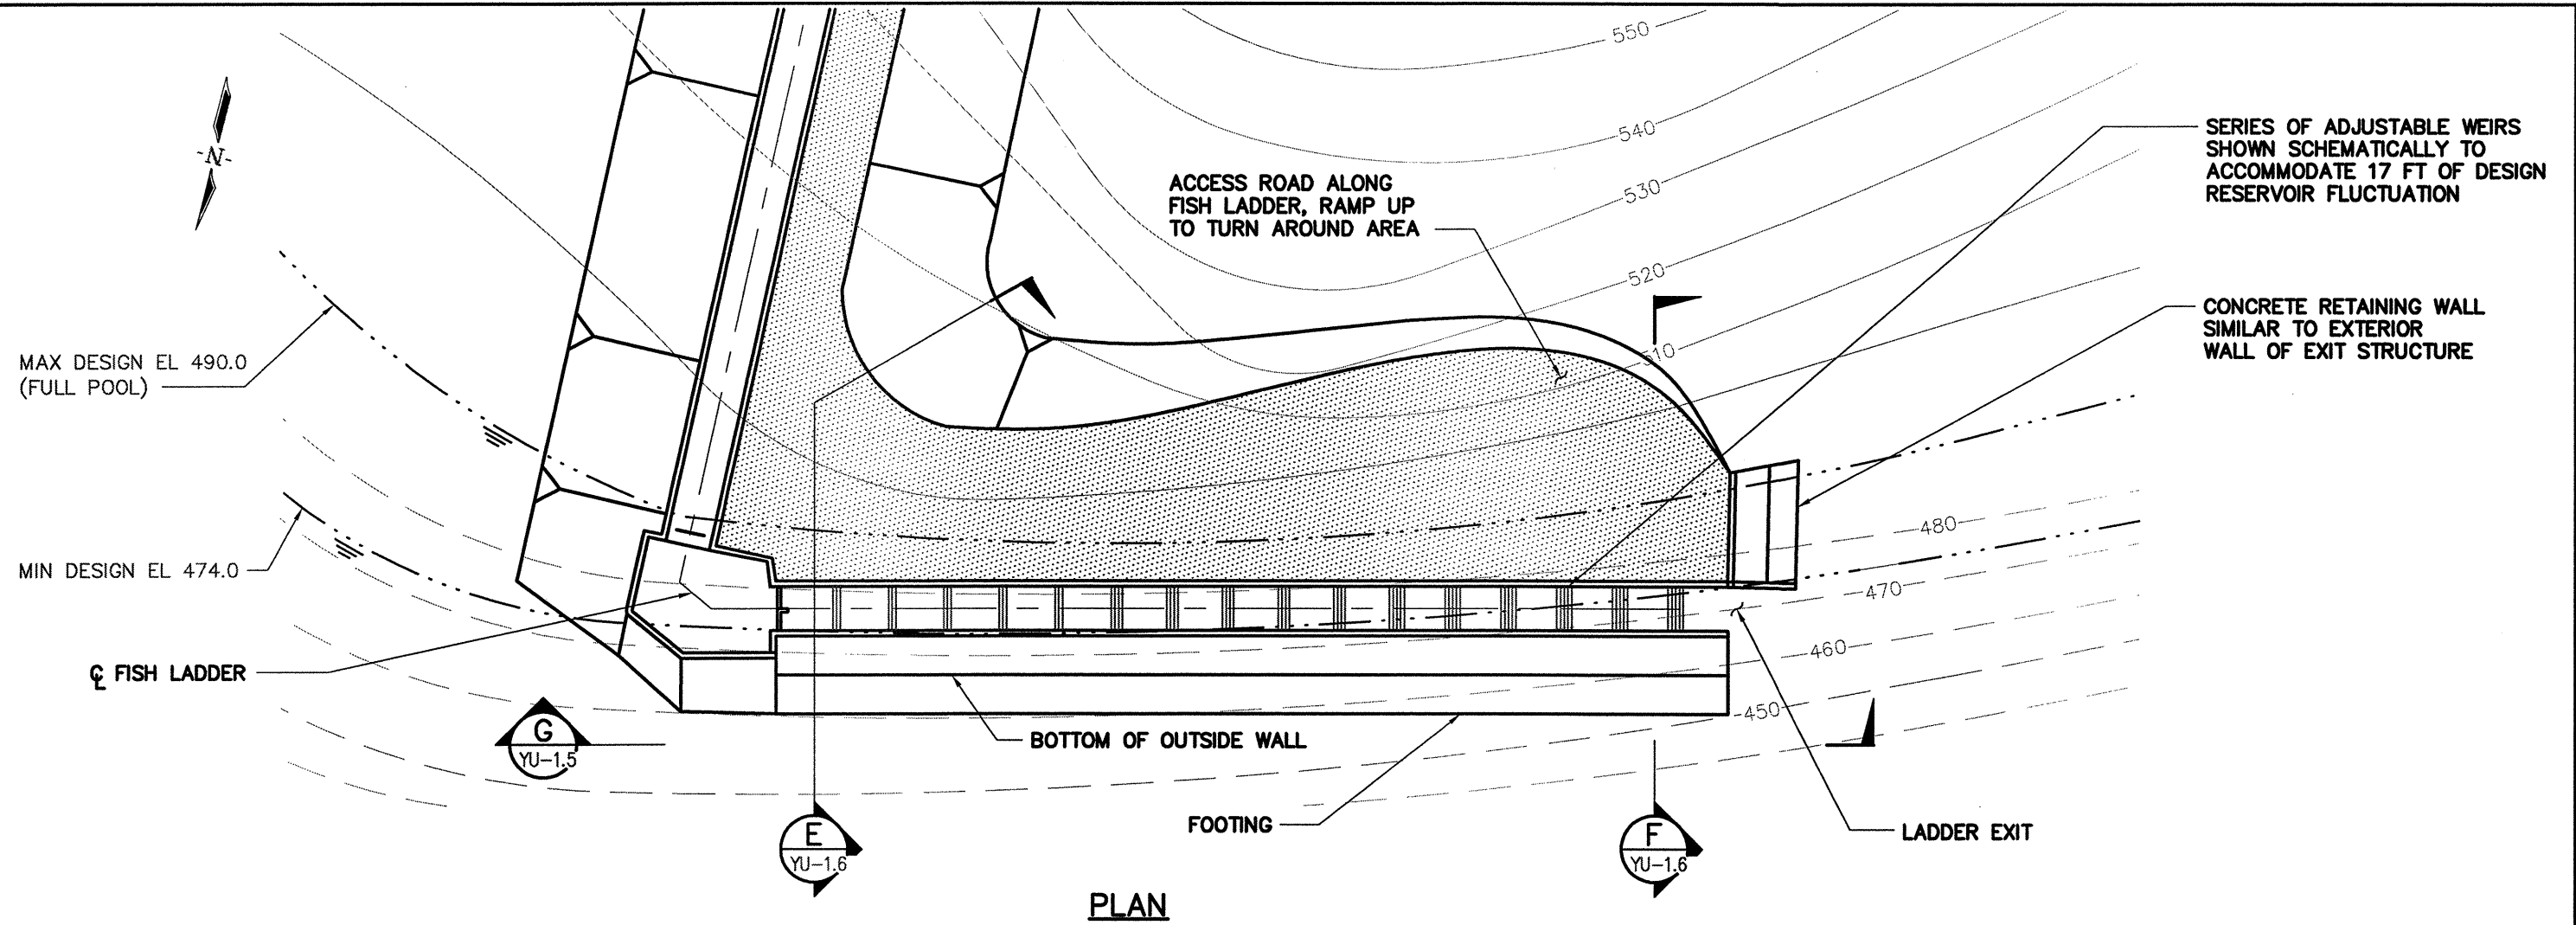 550
540
530
520
510
480
470
460
450
-N-
SERIES OF ADJUSTABLE WEIRS
SHOWN SCHEMATICALLY TO
ACCOMMODATE 17 FT OF DESIGN
RESERVOIR FLUCTUATION
ACCESS ROAD ALONG
FISH LADDER, RAMP UP
TO TURN AROUND AREA
CONCRETE RETAINING WALL
SIMILAR TO EXTERIOR
WALL OF EXIT STRUCTURE
MAX DESIGN EL 490.0
(FULL POOL)
MIN DESIGN EL 474.0
℄ FISH LADDER
G
YU-1.5
BOTTOM OF OUTSIDE WALL
FOOTING
E
YU-1.6
F
YU-1.6
LADDER EXIT
PLAN